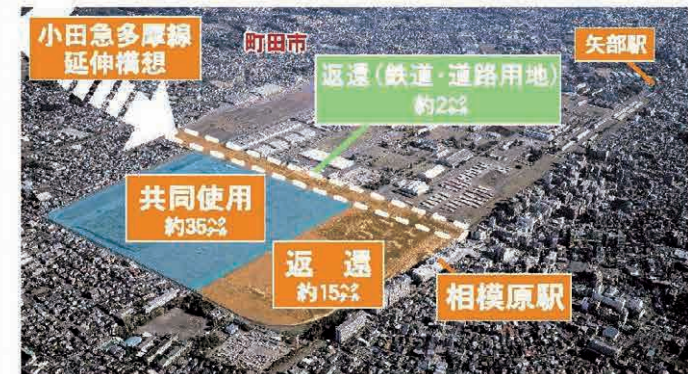 小田急多摩線
延伸構想
町田市
矢部駅
返還(鉄道・道路用地)
約2㌶
共同使用
約35㌶
返還
約15㌶
相模原駅